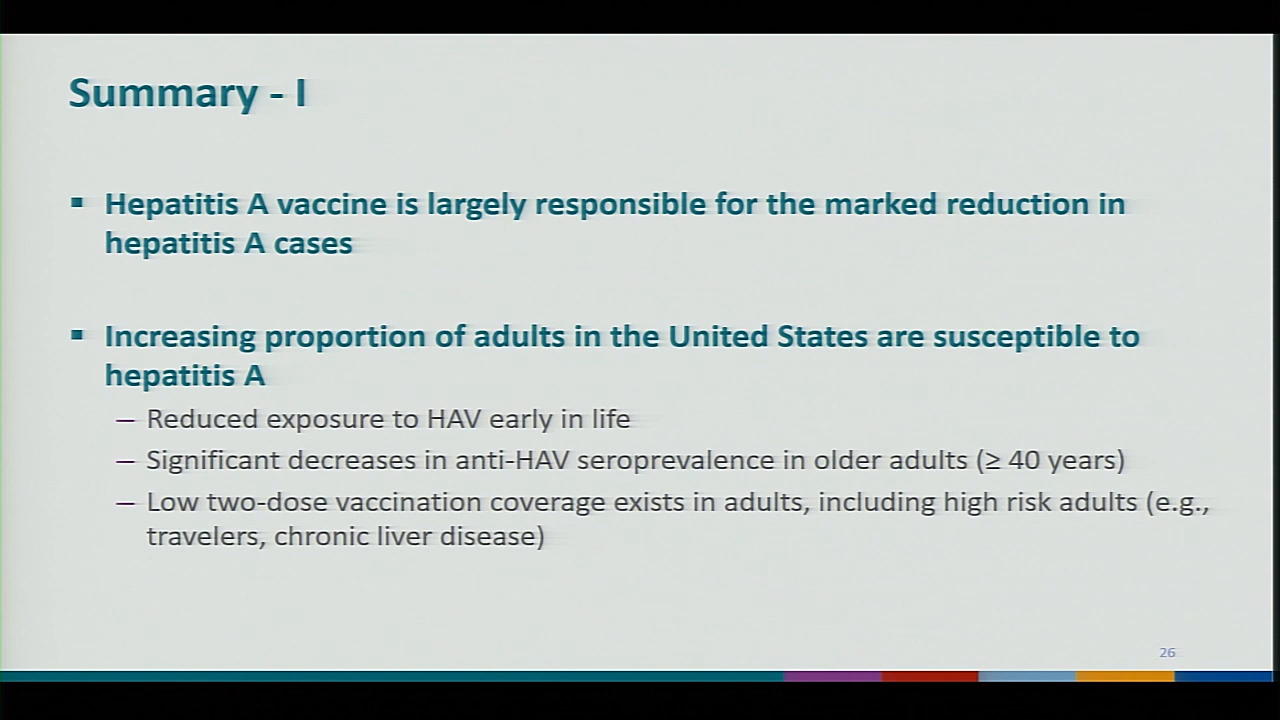 Summary - I
▪ Hepatitis A vaccine is largely responsible for the marked reduction in
hepatitis A cases
▪ Increasing proportion of adults in the United States are susceptible to
hepatitis A
– Reduced exposure to HAV early in life
– Significant decreases in anti-HAV seroprevalence in older adults (≥ 40 years)
– Low two-dose vaccination coverage exists in adults, including high risk adults (e.g.,
travelers, chronic liver disease)
26